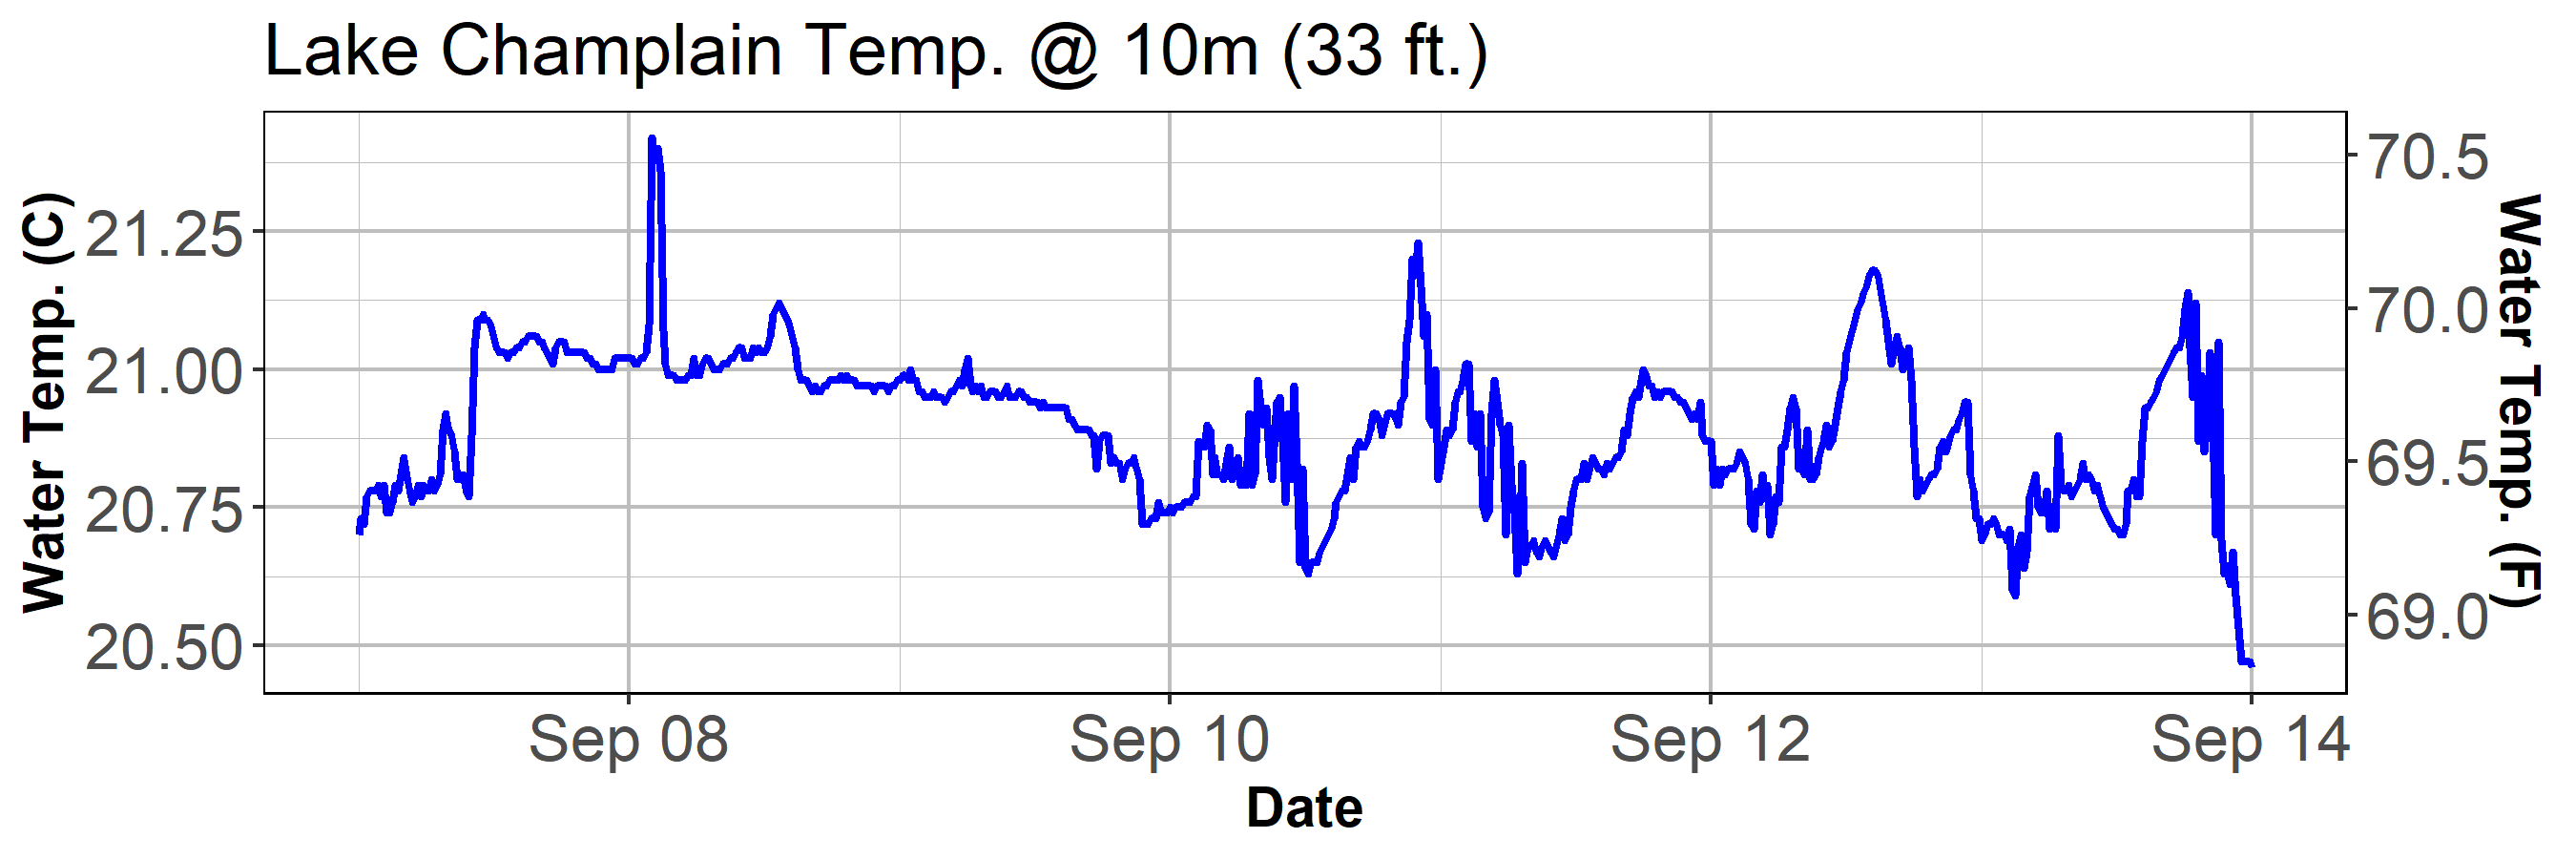 Lake Champlain Temp. @ 10m (33 ft.)
Water Temp. (C)
21.25
21.00
20.75
20.50
70.5
70.0
69.5
69.0
Water Temp. (F)
Sep 08 Sep 10 Sep 12 Sep 14
Date